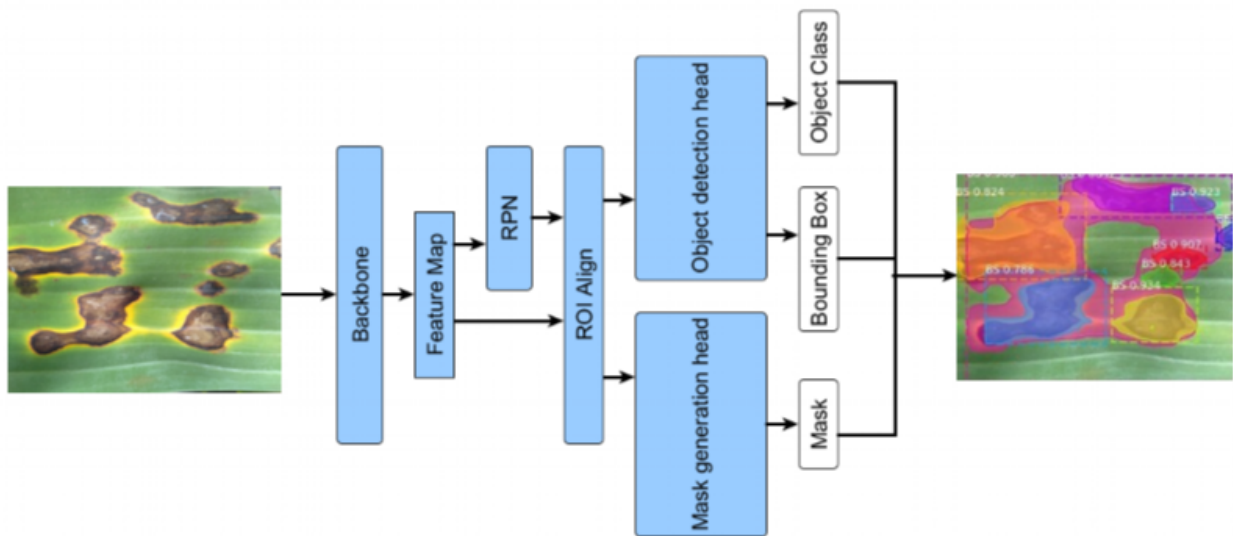 Backbone
Feature Map
RPN
ROI Align
Object detection head
Mask generation head
Object Class
Bounding Box
Mask
BS 0.824
BS 0.923
BS 0.907
BS 0.843
BS 0.786
BS 0.934